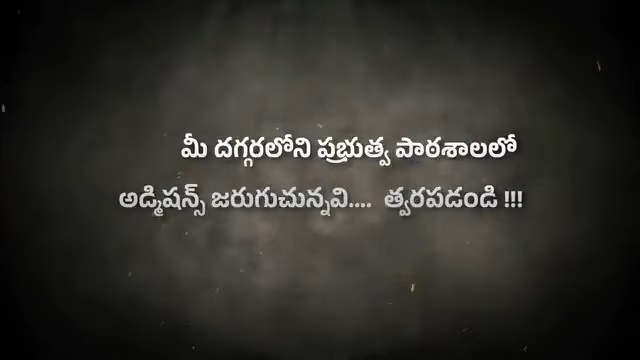 మీ దగ్గరలోని ప్రభుత్వ పాఠశాలలో
అడ్మిషన్స్ జరుగుచున్నవి.... త్వరపడండి !!!